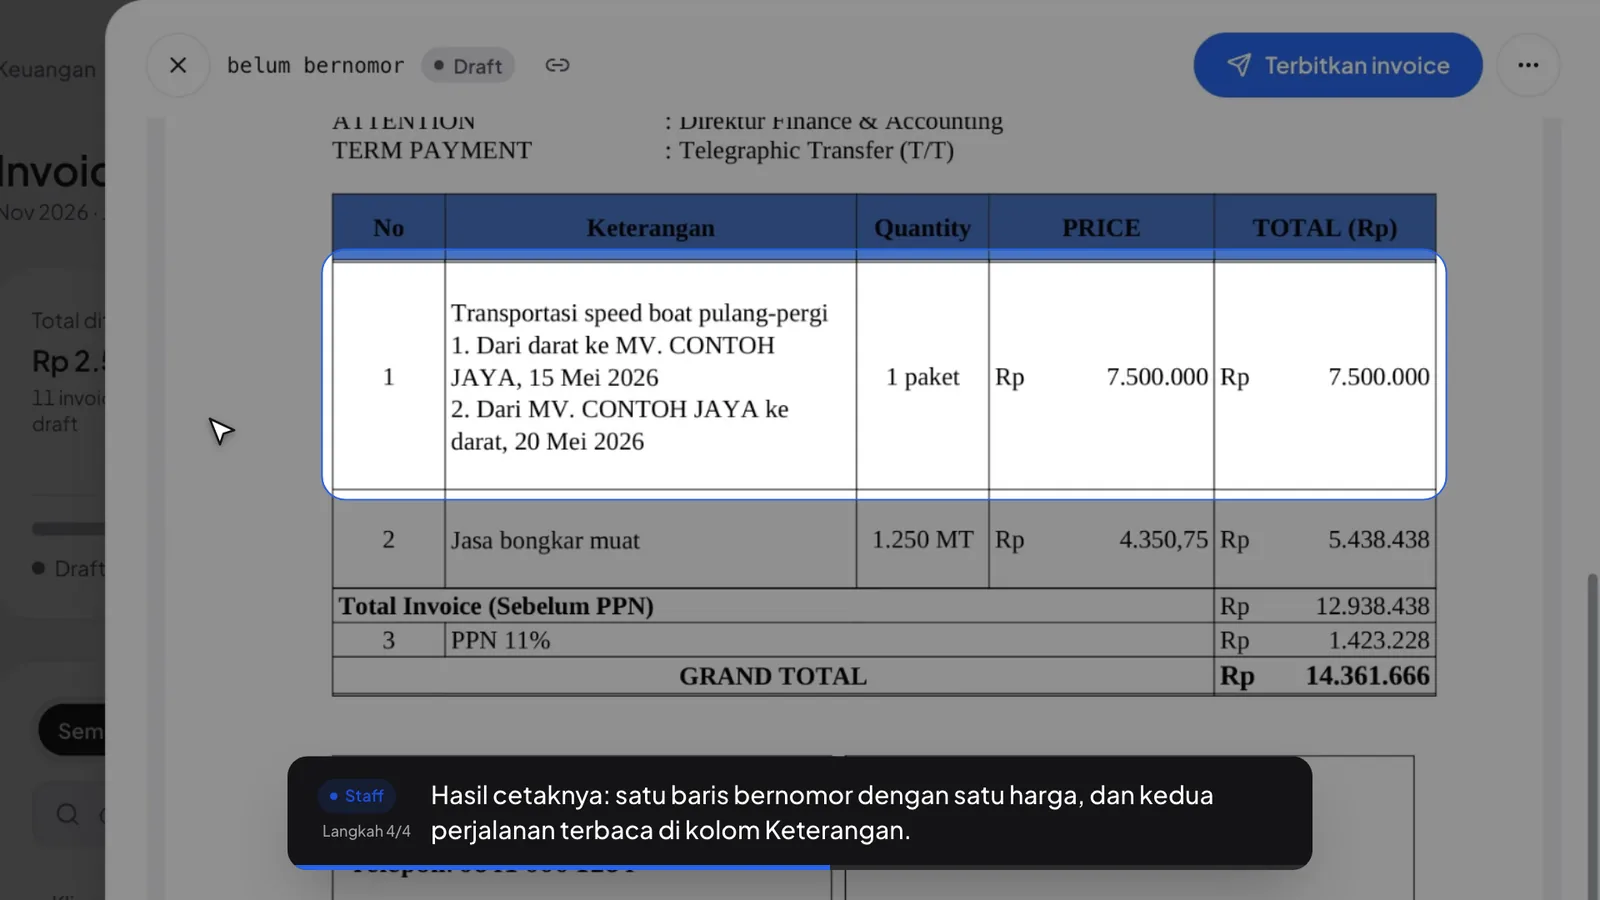 Keuangan
belum bernomor
Draft
Terbitkan invoice
Invoic
Nov 2026 ·
ATTENTION : Direktur Finance & Accounting
TERM PAYMENT : Telegraphic Transfer (T/T)
No Keterangan Quantity PRICE TOTAL (Rp)
1 Transportasi speed boat pulang-pergi
1. Dari darat ke MV. CONTOH
JAYA, 15 Mei 2026
2. Dari MV. CONTOH JAYA ke
darat, 20 Mei 2026
1 paket Rp 7.500.000 Rp 7.500.000
2 Jasa bongkar muat 1.250 MT Rp 4.350,75 Rp 5.438.438
Total Invoice (Sebelum PPN) Rp 12.938.438
3 PPN 11% Rp 1.423.228
GRAND TOTAL Rp 14.361.666
Total di
Rp 2.5
11 invoi
draft
Draft
Sem
Staff
Langkah 4/4
Hasil cetaknya: satu baris bernomor dengan satu harga, dan kedua
perjalanan terbaca di kolom Keterangan.